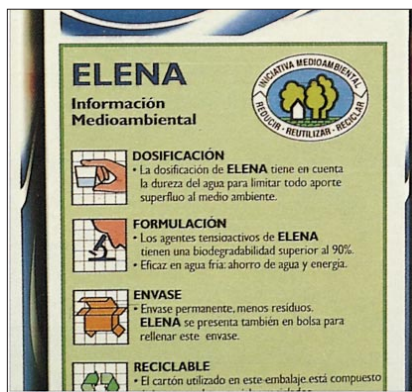 ELENA
Información
Medioambiental
INICIATIVA MEDIOAMBIENTAL
REDUCIR · REUTILIZAR · RECICLAR
DOSIFICACIÓN
• La dosificación de ELENA tiene en cuenta
la dureza del agua para limitar todo aporte
superfluo al medio ambiente.
FORMULACIÓN
• Los agentes tensioactivos de ELENA
tienen una biodegradabilidad superior al 90%.
• Eficaz en agua fría: ahorro de agua y energía.
ENVASE
• Envase permanente, menos residuos.
ELENA se presenta también en bolsa para
rellenar este envase.
RECICLABLE
• El cartón utilizado en este embalaje está compuesto